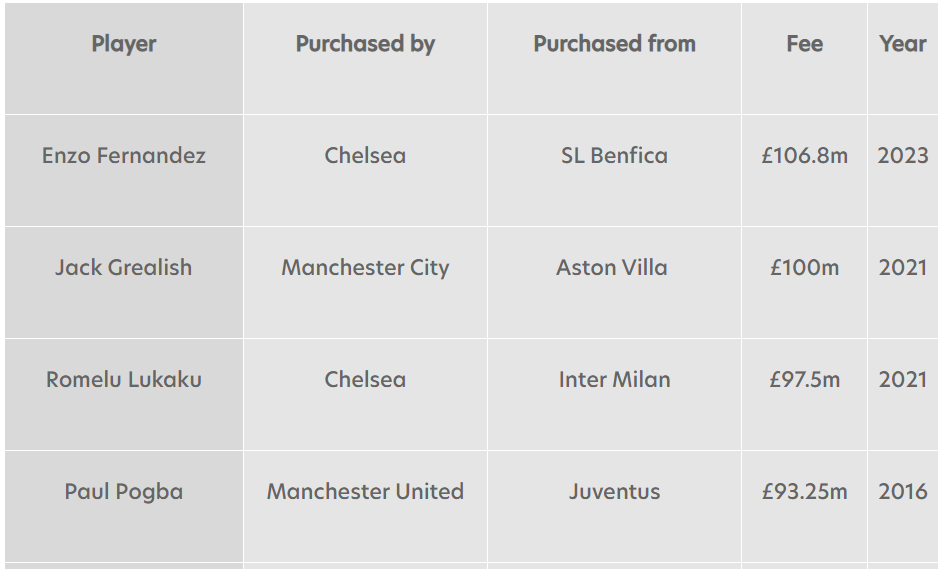 Player Purchased by Purchased from Fee Year
Enzo Fernandez Chelsea SL Benfica £106.8m 2023
Jack Grealish Manchester City Aston Villa £100m 2021
Romelu Lukaku Chelsea Inter Milan £97.5m 2021
Paul Pogba Manchester United Juventus £93.25m 2016